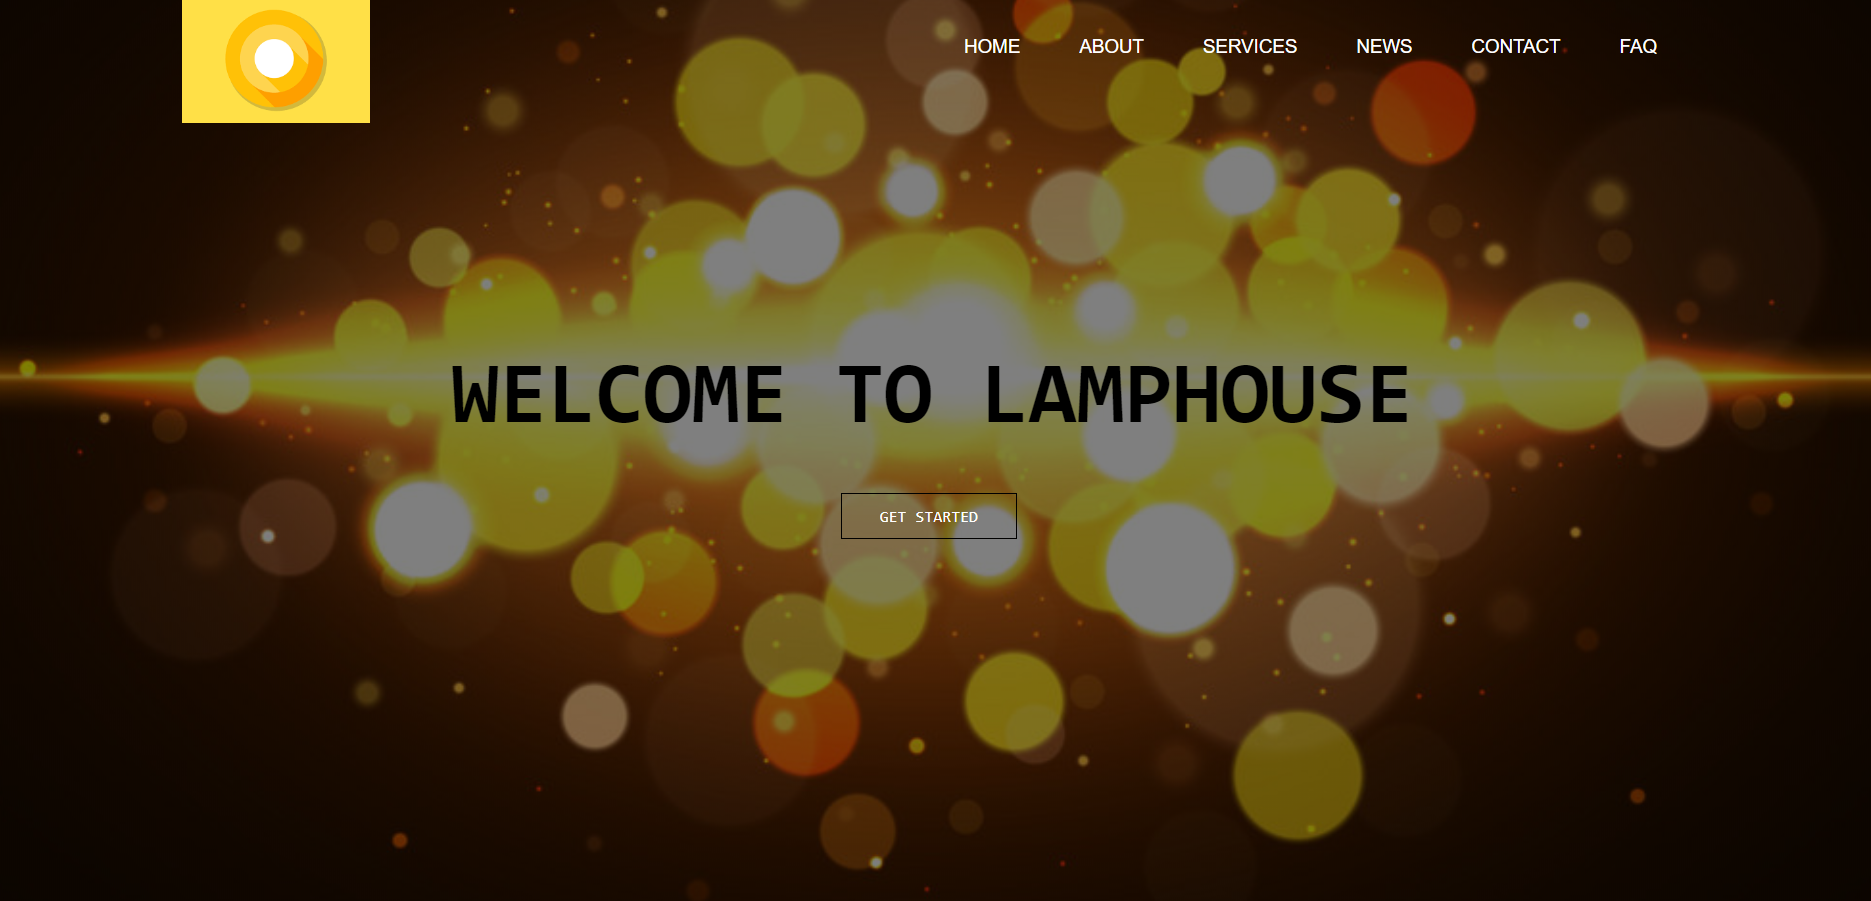 HOME ABOUT SERVICES NEWS CONTACT FAQ
WELCOME TO LAMPHOUSE
GET STARTED